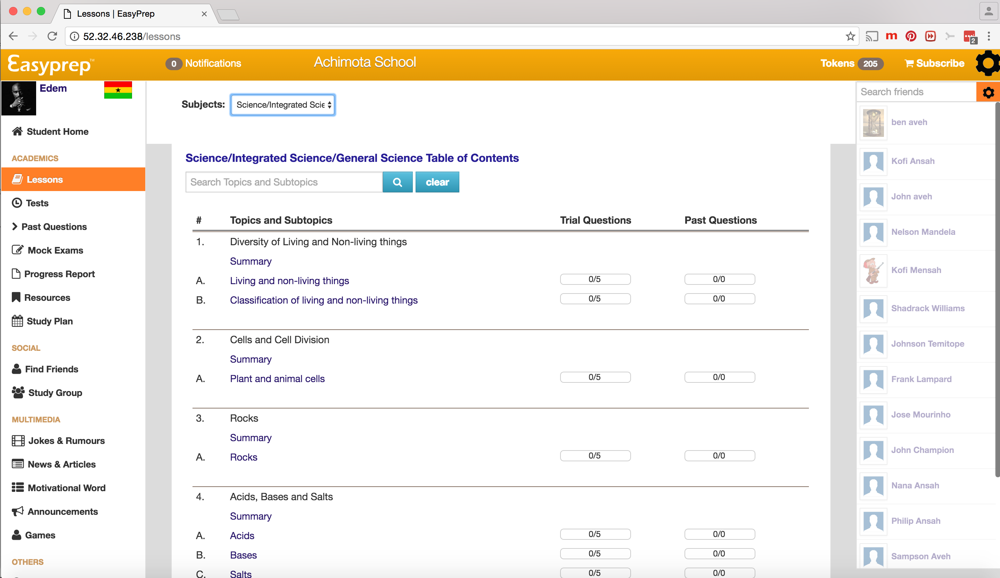 Lessons | EasyPrep
52.32.46.238/lessons
m
2
Easyprep™
0 Notifications
Achimota School
Tokens 205
Subscribe
Edem
Student Home
ACADEMICS
Lessons
Tests
Past Questions
Mock Exams
Progress Report
Resources
Study Plan
SOCIAL
Find Friends
Study Group
MULTIMEDIA
Jokes & Rumours
News & Articles
Motivational Word
Announcements
Games
OTHERS
Subjects: Science/Integrated Scie
Science/Integrated Science/General Science Table of Contents
Search Topics and Subtopics
clear
# Topics and Subtopics Trial Questions Past Questions
1. Diversity of Living and Non-living things
Summary
A. Living and non-living things 0/5 0/0
B. Classification of living and non-living things 0/5 0/0
2. Cells and Cell Division
Summary
A. Plant and animal cells 0/5 0/0
3. Rocks
Summary
A. Rocks 0/5 0/0
4. Acids, Bases and Salts
Summary
A. Acids 0/5 0/0
B. Bases 0/5 0/0
C. Salts 0/5 0/0
Search friends
ben aveh
Kofi Ansah
John aveh
Nelson Mandela
Kofi Mensah
Shadrack Williams
Johnson Temitope
Frank Lampard
Jose Mourinho
John Champion
Nana Ansah
Philip Ansah
Sampson Aveh